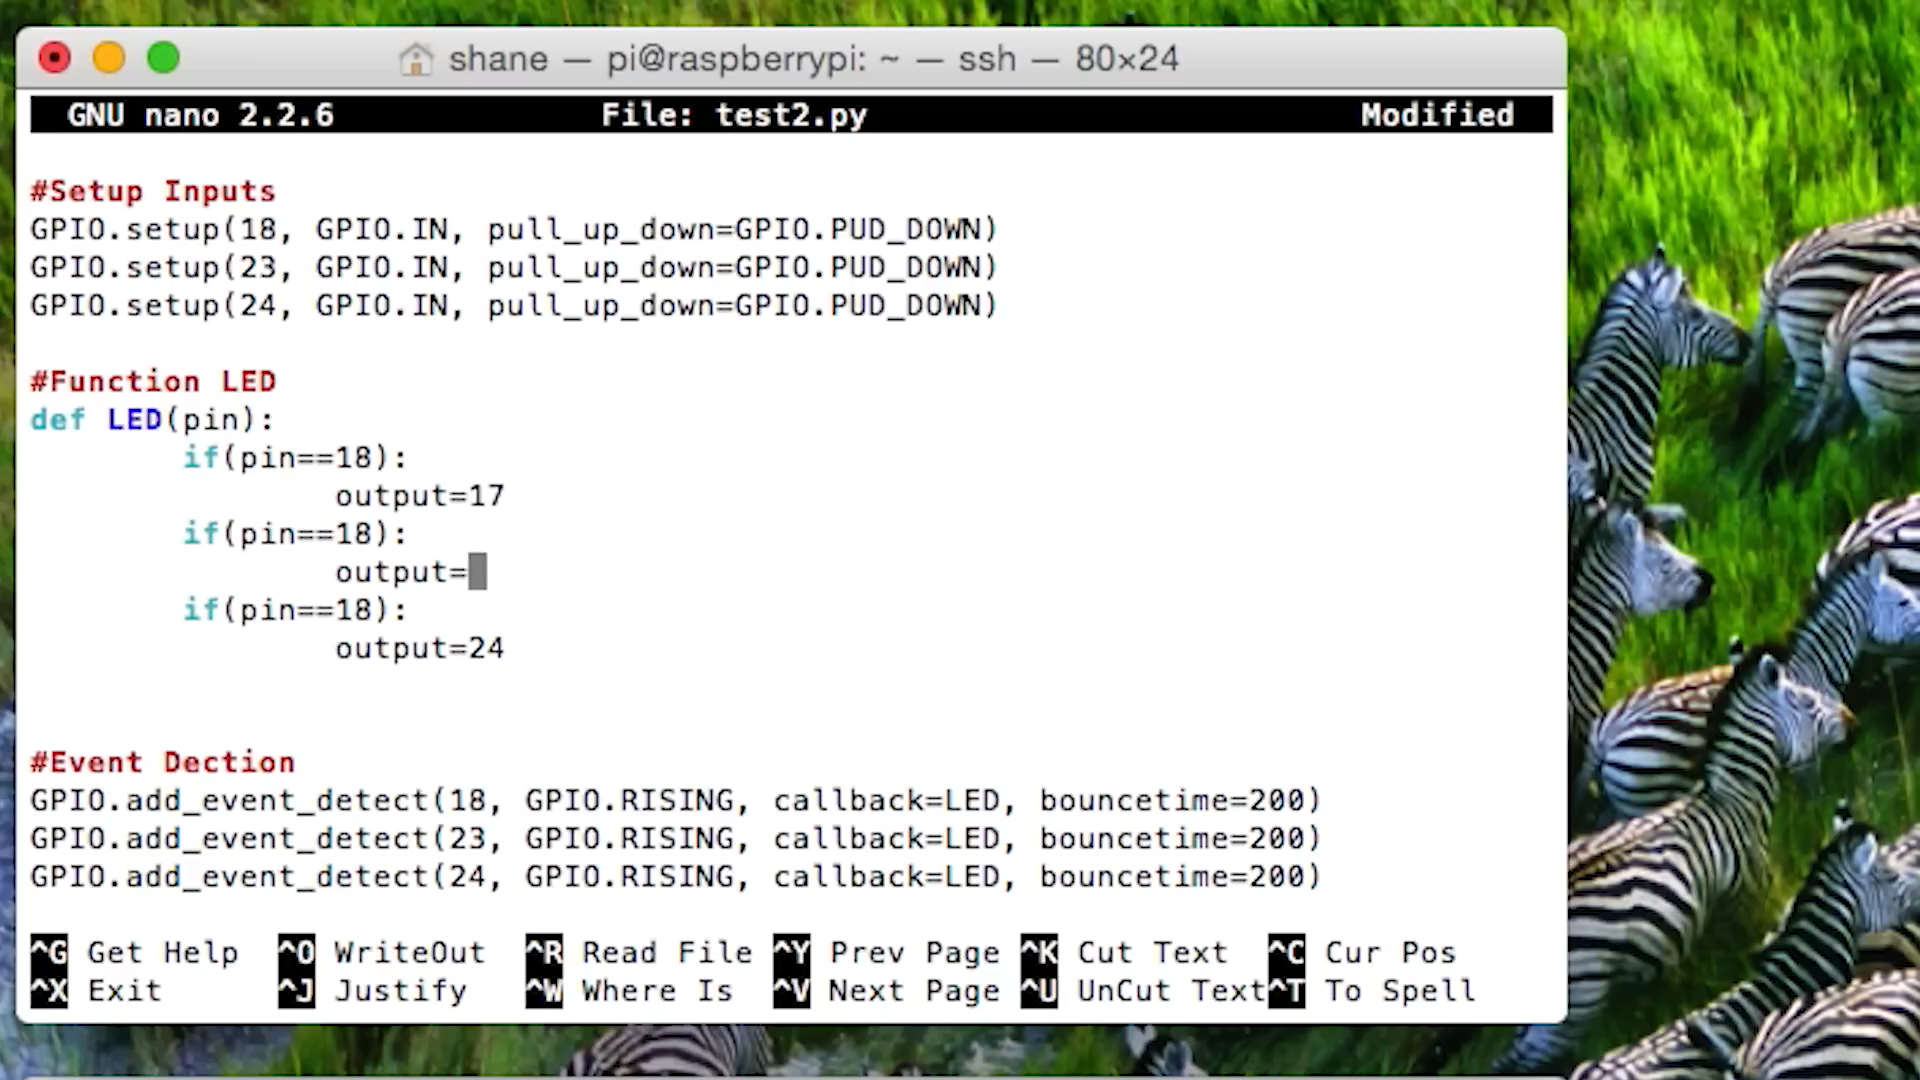 shane — pi@raspberrypi: ~ — ssh — 80×24
GNU nano 2.2.6 File: test2.py Modified
#Setup Inputs
GPIO.setup(18, GPIO.IN, pull_up_down=GPIO.PUD_DOWN)
GPIO.setup(23, GPIO.IN, pull_up_down=GPIO.PUD_DOWN)
GPIO.setup(24, GPIO.IN, pull_up_down=GPIO.PUD_DOWN)
#Function LED
def LED(pin):
if(pin==18):
output=17
if(pin==18):
output=
if(pin==18):
output=24
#Event Dection
GPIO.add_event_detect(18, GPIO.RISING, callback=LED, bouncetime=200)
GPIO.add_event_detect(23, GPIO.RISING, callback=LED, bouncetime=200)
GPIO.add_event_detect(24, GPIO.RISING, callback=LED, bouncetime=200)
^G Get Help ^O WriteOut ^R Read File ^Y Prev Page ^K Cut Text ^C Cur Pos
^X Exit ^J Justify ^W Where Is ^V Next Page ^U UnCut Text ^T To Spell